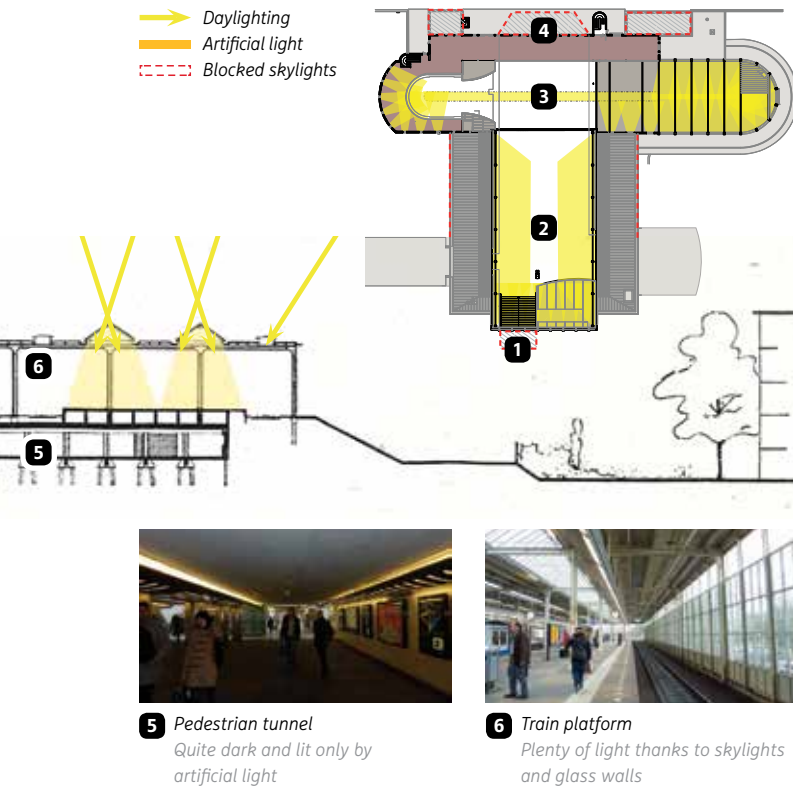 Daylighting
Artificial light
Blocked skylights
4
3
2
1
6
5
5 Pedestrian tunnel
Quite dark and lit only by
artificial light
6 Train platform
Plenty of light thanks to skylights
and glass walls